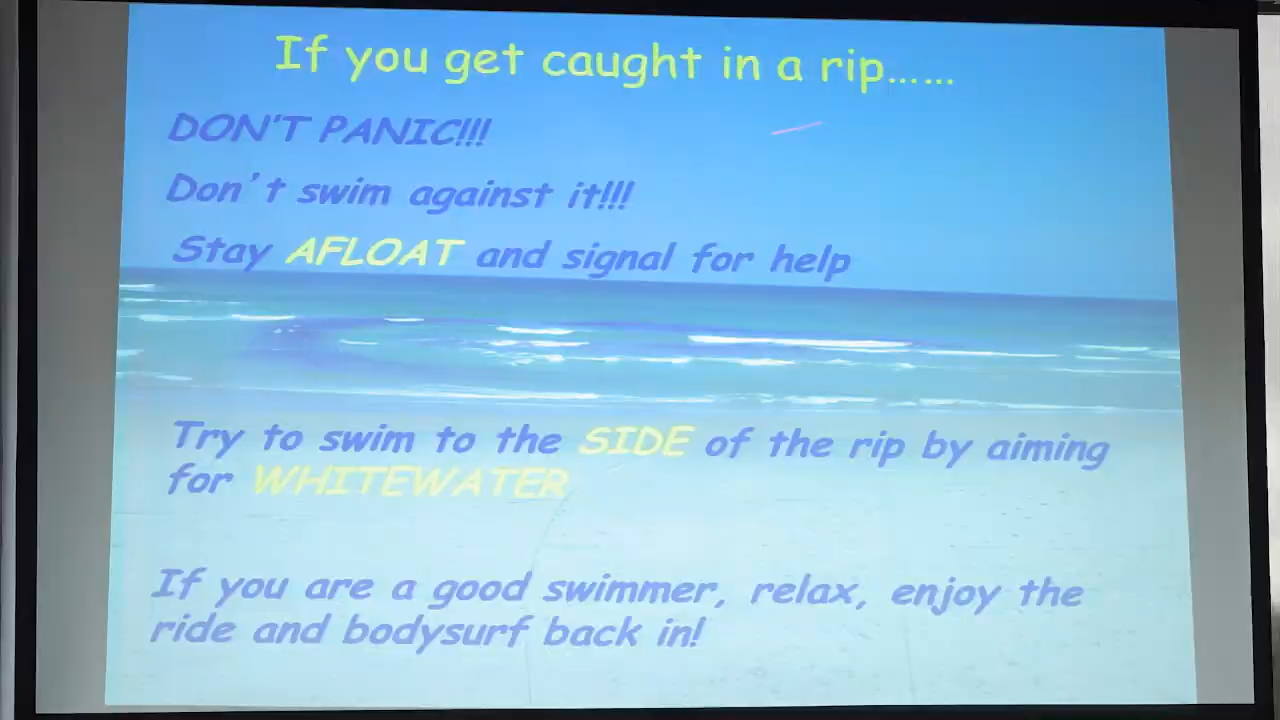 If you get caught in a rip......
DON'T PANIC!!!
Don't swim against it!!!
Stay AFLOAT and signal for help
Try to swim to the SIDE of the rip by aiming
for WHITEWATER
If you are a good swimmer, relax, enjoy the
ride and bodysurf back in!